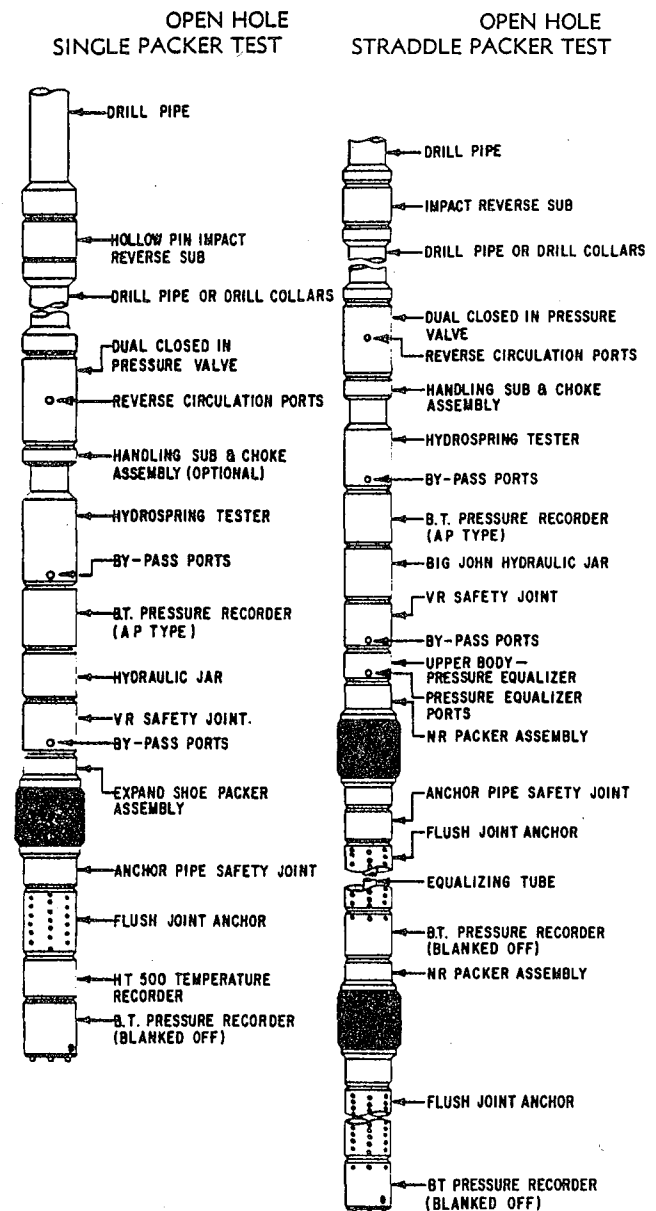 OPEN HOLE
SINGLE PACKER TEST
DRILL PIPE
HOLLOW PIN IMPACT
REVERSE SUB
DRILL PIPE OR DRILL COLLARS
DUAL CLOSED IN
PRESSURE VALVE
REVERSE CIRCULATION PORTS
HANDLING SUB & CHOKE
ASSEMBLY (OPTIONAL)
HYDROSPRING TESTER
BY-PASS PORTS
B.T. PRESSURE RECORDER
(AP TYPE)
HYDRAULIC JAR
VR SAFETY JOINT.
BY-PASS PORTS
EXPAND SHOE PACKER
ASSEMBLY
ANCHOR PIPE SAFETY JOINT
FLUSH JOINT ANCHOR
HT 500 TEMPERATURE
RECORDER
B.T. PRESSURE RECORDER
(BLANKED OFF)
OPEN HOLE
STRADDLE PACKER TEST
DRILL PIPE
IMPACT REVERSE SUB
DRILL PIPE OR DRILL COLLARS
DUAL CLOSED IN PRESSURE
VALVE
REVERSE CIRCULATION PORTS
HANDLING SUB & CHOKE
ASSEMBLY
HYDROSPRING TESTER
BY-PASS PORTS
B.T. PRESSURE RECORDER
(AP TYPE)
BIG JOHN HYDRAULIC JAR
VR SAFETY JOINT
BY-PASS PORTS
UPPER BODY-
PRESSURE EQUALIZER
PRESSURE EQUALIZER
PORTS
NR PACKER ASSEMBLY
ANCHOR PIPE SAFETY JOINT
FLUSH JOINT ANCHOR
EQUALIZING TUBE
B.T. PRESSURE RECORDER
(BLANKED OFF)
NR PACKER ASSEMBLY
FLUSH JOINT ANCHOR
BT PRESSURE RECORDER
(BLANKED OFF)